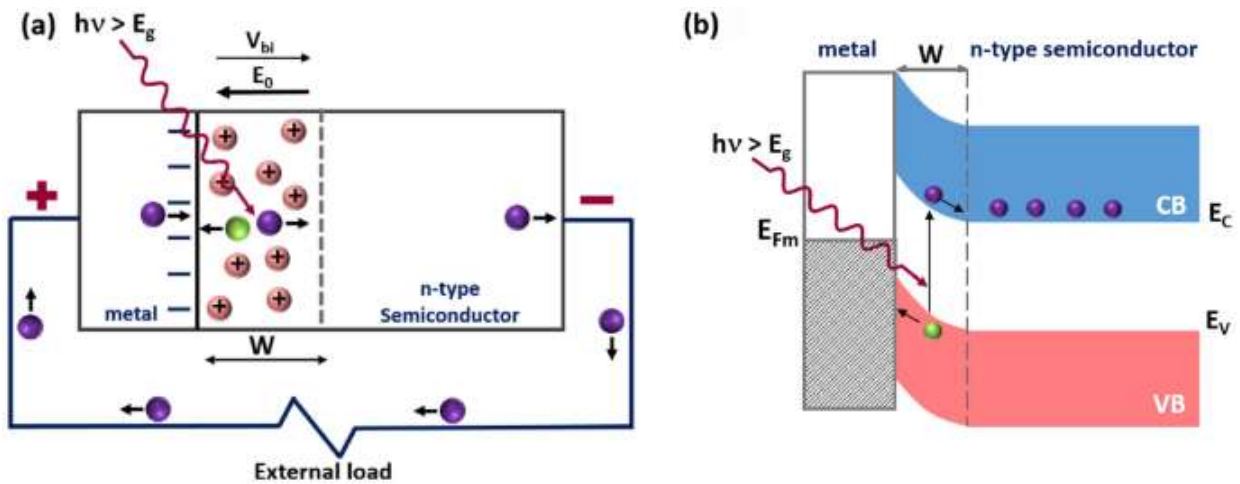 (a)
hν > Eg
Vbi
E0
+
−
metal
n-type
Semiconductor
W
External load
(b)
metal
W
n-type semiconductor
hν > Eg
EFm
CB
EC
EV
VB